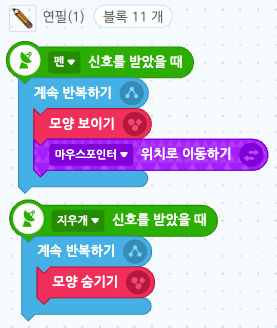 연필(1) 블록 11 개
펜 신호를 받았을 때
계속 반복하기
모양 보이기
마우스포인터 위치로 이동하기
지우개 신호를 받았을 때
계속 반복하기
모양 숨기기